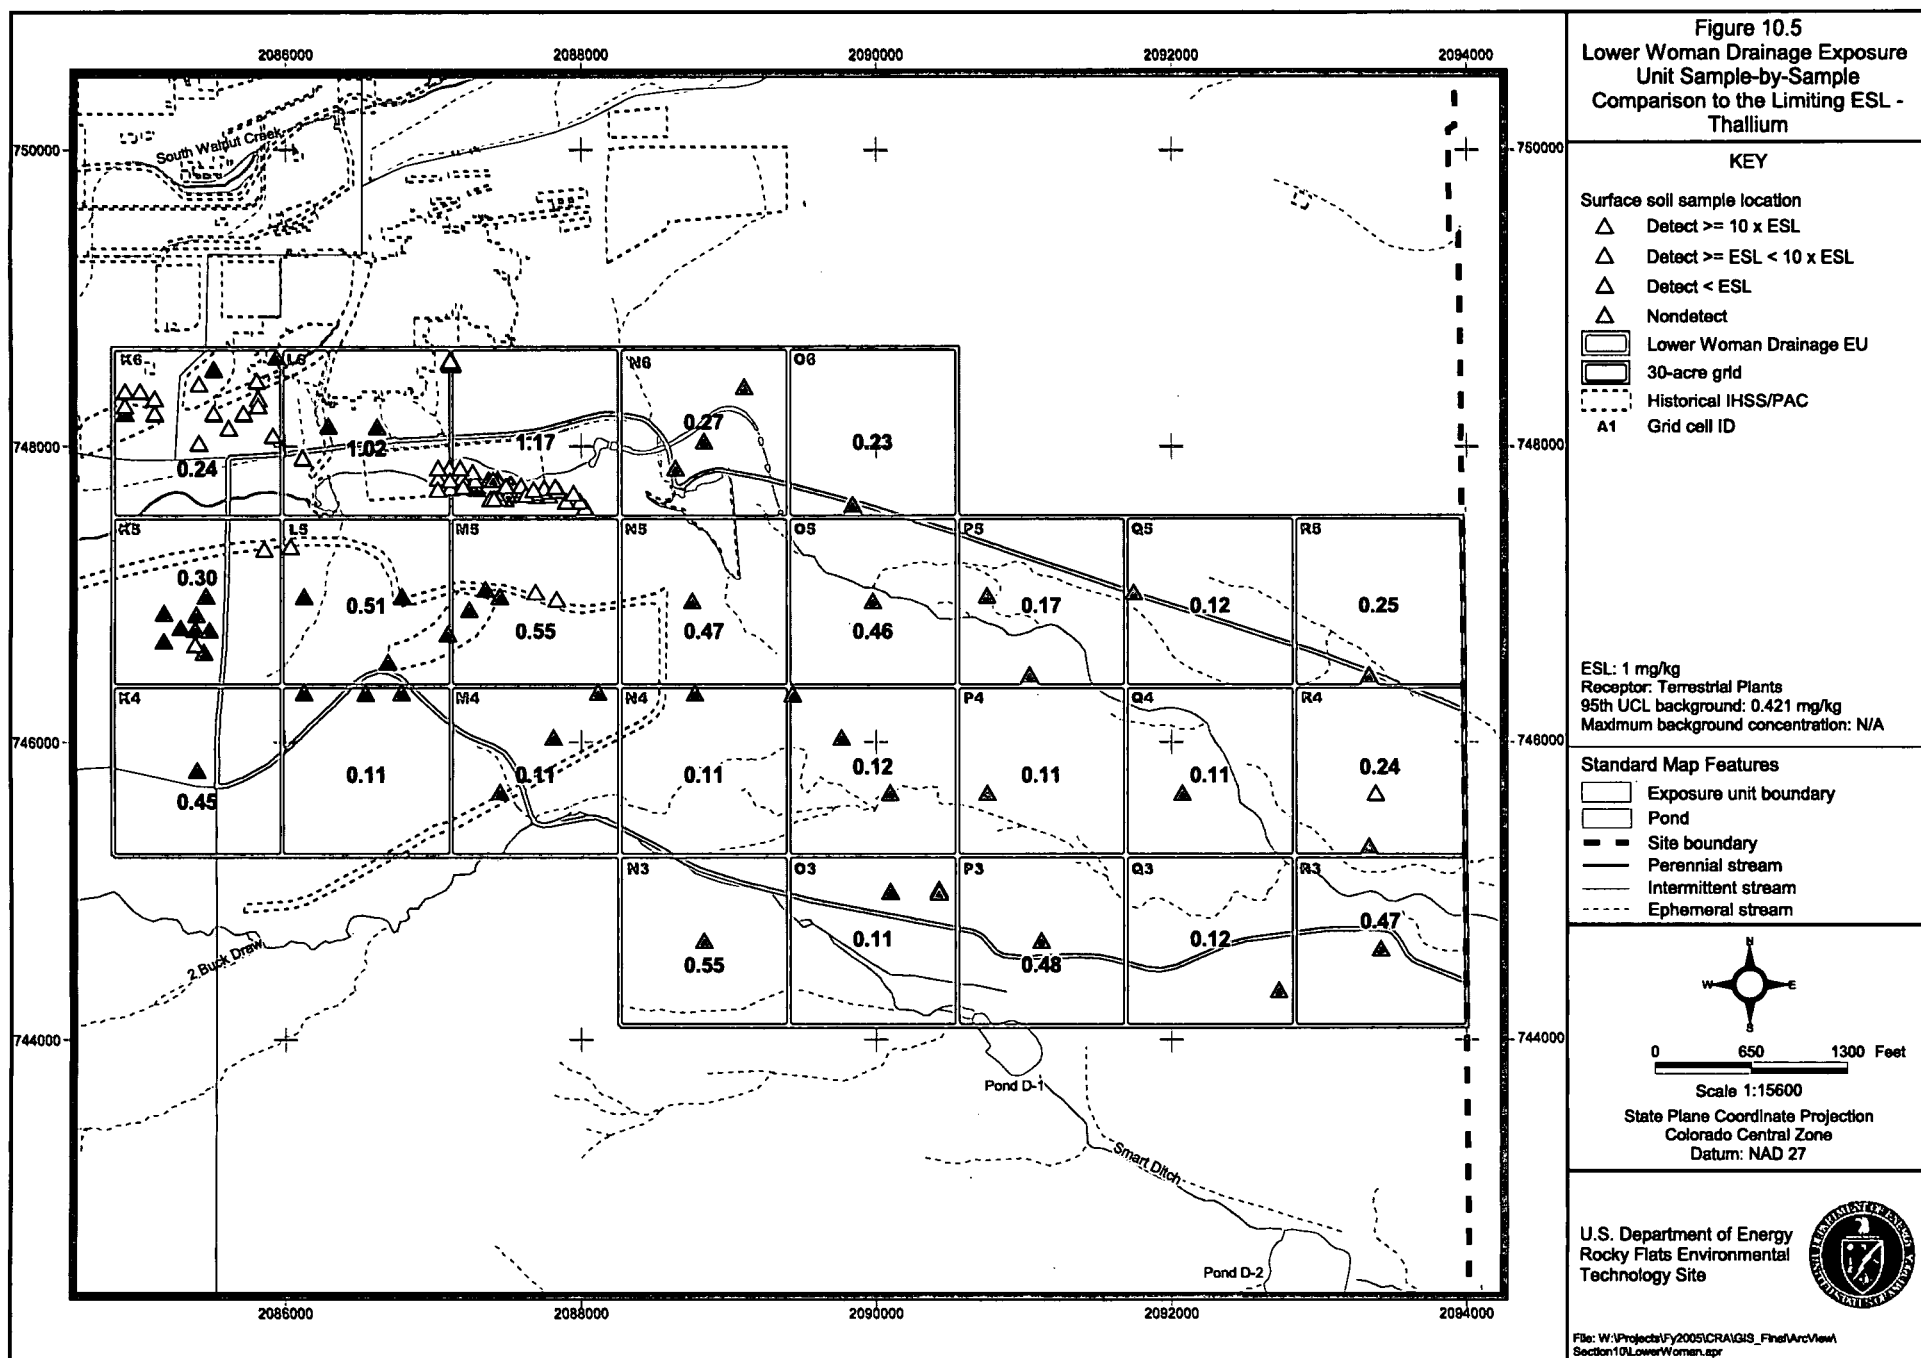 Figure 10.5
Lower Woman Drainage Exposure
Unit Sample-by-Sample
Comparison to the Limiting ESL -
Thallium
KEY
Surface soil sample location
Detect >= 10 x ESL
Detect >= ESL < 10 x ESL
Detect < ESL
Nondetect
Lower Woman Drainage EU
30-acre grid
Historical IHSS/PAC
A1 Grid cell ID
ESL: 1 mg/kg
Receptor: Terrestrial Plants
95th UCL background: 0.421 mg/kg
Maximum background concentration: N/A
Standard Map Features
Exposure unit boundary
Pond
Site boundary
Perennial stream
Intermittent stream
Ephemeral stream
N
W E
S
0 650 1300 Feet
Scale 1:15600
State Plane Coordinate Projection
Colorado Central Zone
Datum: NAD 27
U.S. Department of Energy
Rocky Flats Environmental
Technology Site
File: W:\Projects\Fy2005\CRA\GIS_Final\ArcView\
Section10\LowerWoman.apr
2086000 2088000 2090000 2092000 2094000
750000 750000
South Walnut Creek
K6 L6 N6 O6
0.24 1.02 1.17 0.27 0.23
748000 748000
K5 L5 M5 N5 O5 P5 Q5 R5
0.30 0.51 0.55 0.47 0.46 0.17 0.12 0.25
K4 M4 N4 P4 Q4 R4
746000 746000
0.45 0.11 0.11 0.11 0.12 0.11 0.11 0.24
N3 O3 P3 Q3 R3
0.55 0.11 0.48 0.12 0.47
2 Buck Draw
744000 744000
Pond D-1
Smart Ditch
Pond D-2
2086000 2088000 2090000 2092000 2094000